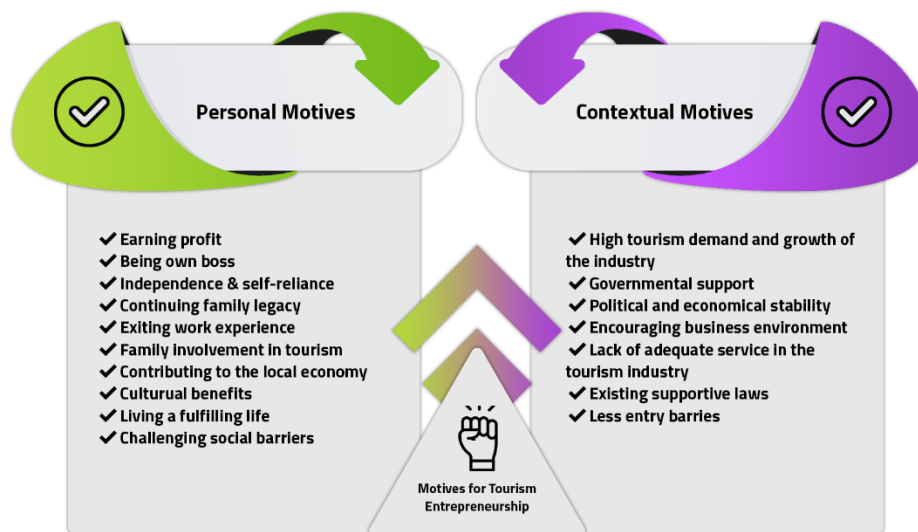 Personal Motives
✔ Earning profit
✔ Being own boss
✔ Independence & self-reliance
✔ Continuing family legacy
✔ Exiting work experience
✔ Family involvement in tourism
✔ Contributing to the local economy
✔ Culturual benefits
✔ Living a fulfilling life
✔ Challenging social barriers
Contextual Motives
✔ High tourism demand and growth of
the industry
✔ Governmental support
✔ Political and economical stability
✔ Encouraging business environment
✔ Lack of adequate service in the
tourism industry
✔ Existing supportive laws
✔ Less entry barries
Motives for Tourism
Entrepreneurship